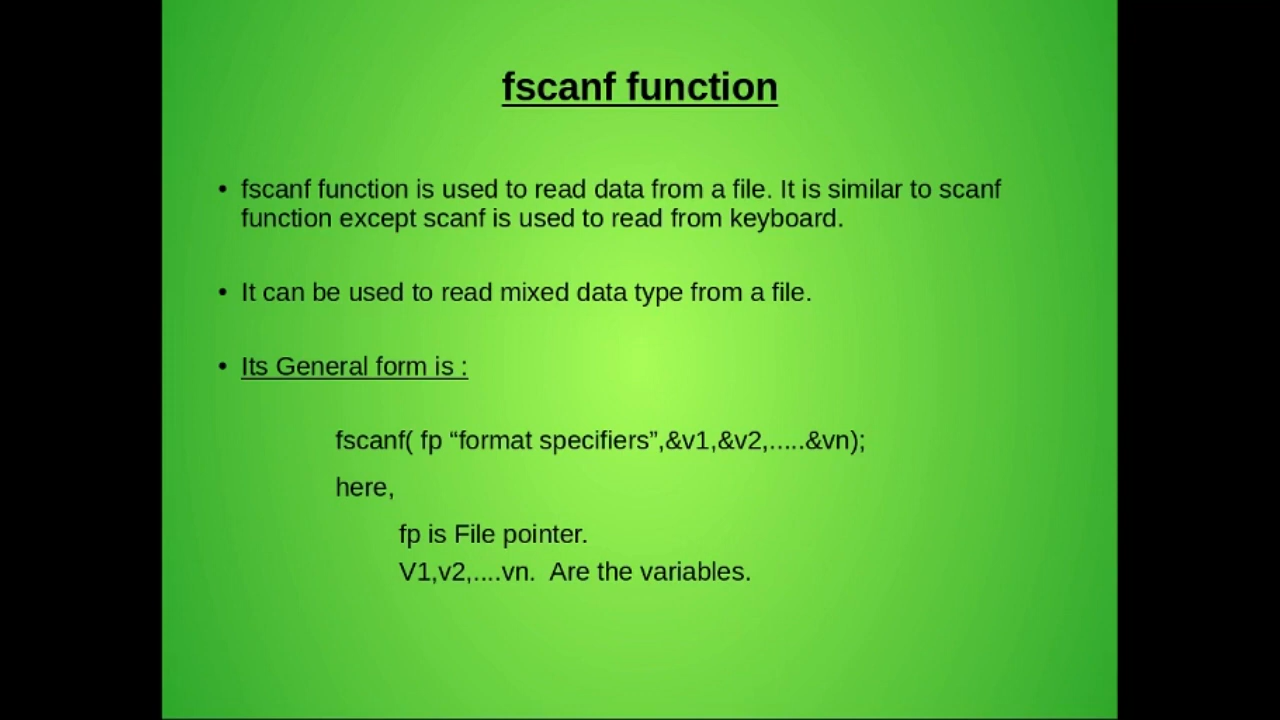 fscanf function
• fscanf function is used to read data from a file. It is similar to scanf
function except scanf is used to read from keyboard.
• It can be used to read mixed data type from a file.
• Its General form is :
fscanf( fp “format specifiers”,&v1,&v2,.....&vn);
here,
fp is File pointer.
V1,v2,....vn.  Are the variables.